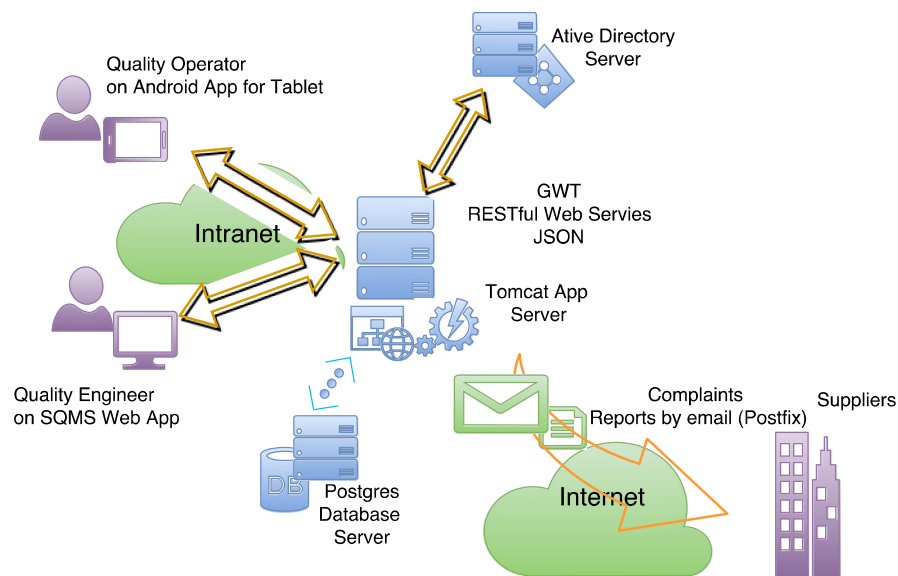 Ative Directory
Server
Quality Operator
on Android App for Tablet
GWT
RESTful Web Servies
JSON
Intranet
Tomcat App
Server
Quality Engineer
on SQMS Web App
Complaints
Reports by email (Postfix)
Suppliers
DB
Postgres
Database
Server
Internet